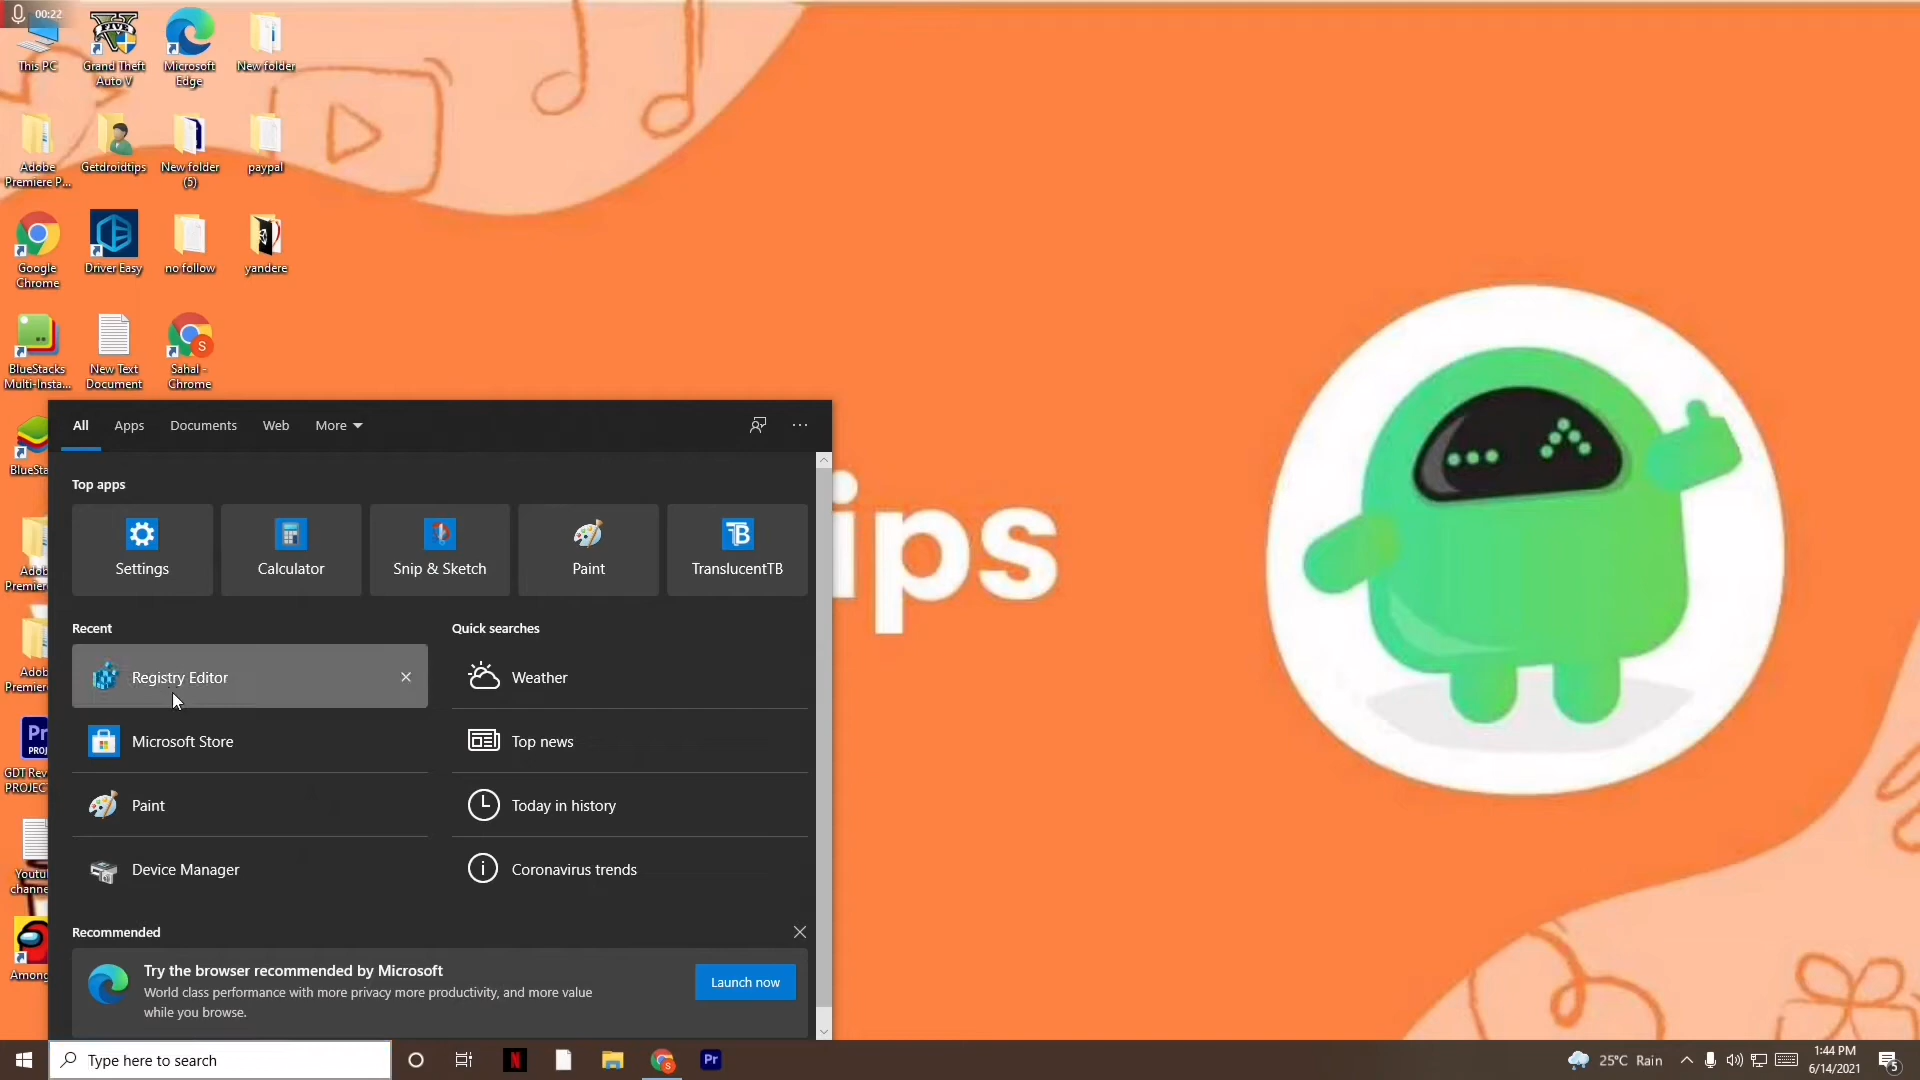 00:22
This PC
Grand Theft
Auto V
Microsoft
Edge
New folder
Adobe
Premiere P...
Getdroidtips
New folder
(5)
paypal
Google
Chrome
Driver Easy
no follow
yandere
BlueStacks
Multi-Insta...
New Text
Document
S
Sahal -
Chrome
All
Apps
Documents
Web
More
Top apps
Settings
Calculator
Snip & Sketch
Paint
TB
TranslucentTB
ips
Recent
Quick searches
Registry Editor
Weather
Microsoft Store
Top news
Paint
Today in history
Device Manager
Coronavirus trends
Recommended
Try the browser recommended by Microsoft
World class performance with more privacy more productivity, and more value
while you browse.
Launch now
Type here to search
N
S
Pr
25°C Rain
1:44 PM
6/14/2021
5